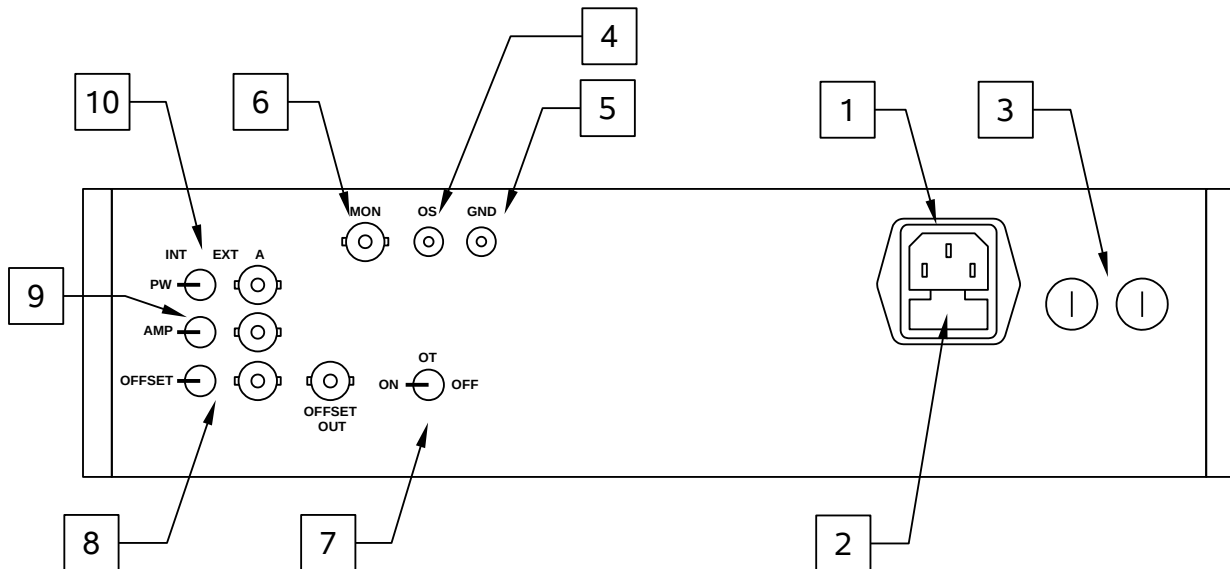 4
10
6
5
1
3
MON OS GND
INT EXT A
PW
9
AMP
OT
OFFSET
ON OFF
OFFSET
OUT
8
7
2